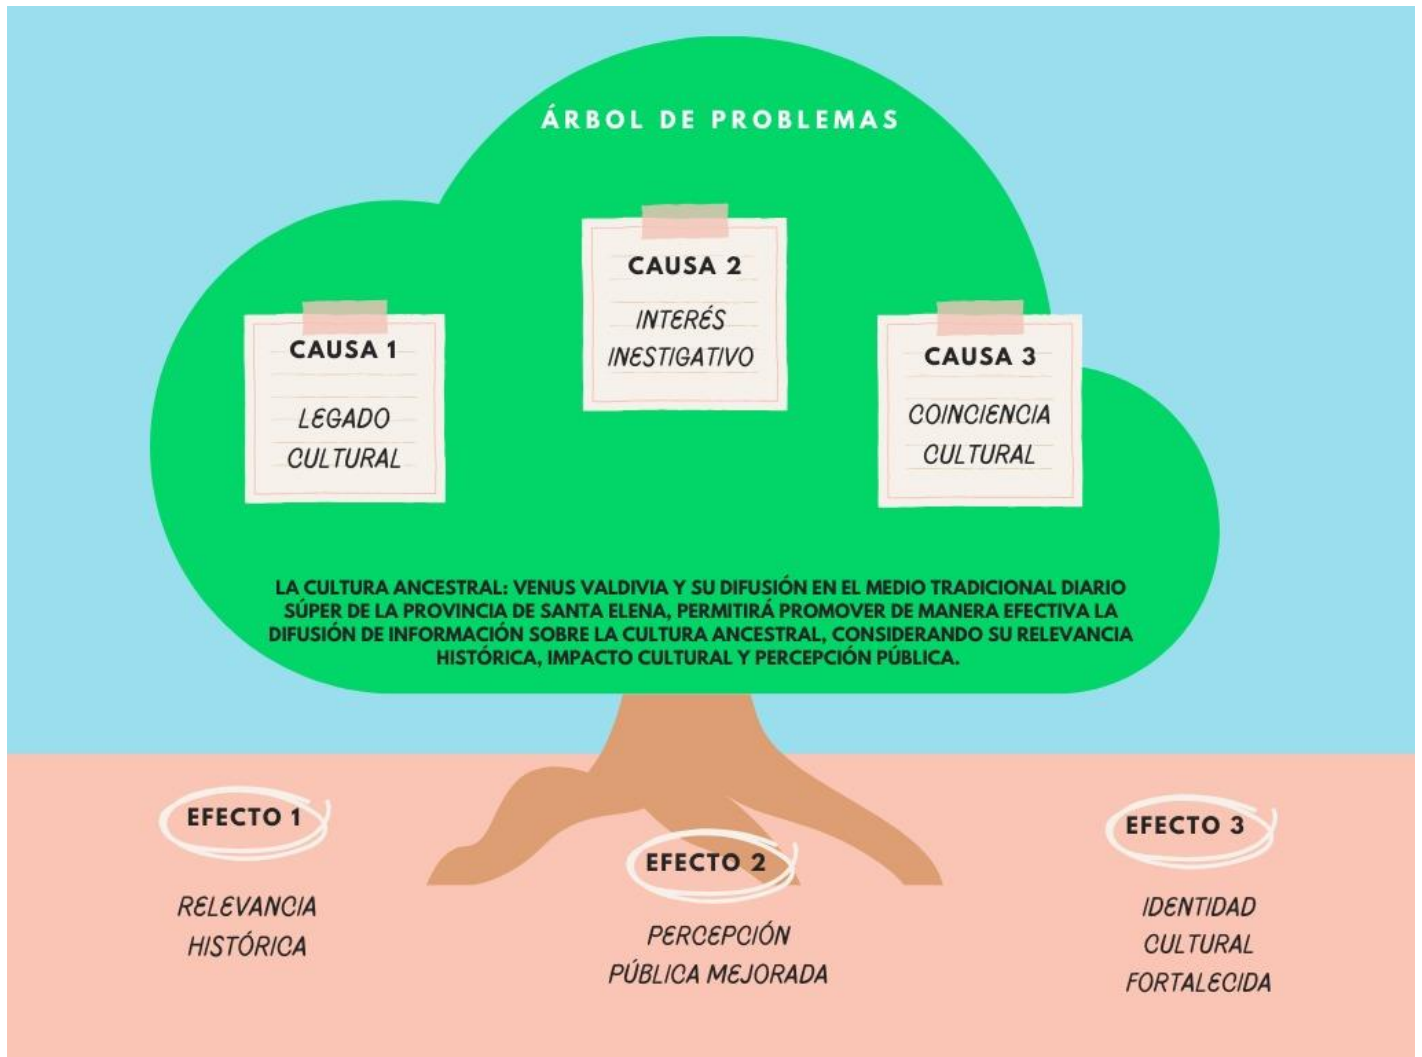 ÁRBOL DE PROBLEMAS
CAUSA 1
LEGADO
CULTURAL
CAUSA 2
INTERÉS
INESTIGATIVO
CAUSA 3
COINCIENCIA
CULTURAL
LA CULTURA ANCESTRAL: VENUS VALDIVIA Y SU DIFUSIÓN EN EL MEDIO TRADICIONAL DIARIO
SÚPER DE LA PROVINCIA DE SANTA ELENA, PERMITIRÁ PROMOVER DE MANERA EFECTIVA LA
DIFUSIÓN DE INFORMACIÓN SOBRE LA CULTURA ANCESTRAL, CONSIDERANDO SU RELEVANCIA
HISTÓRICA, IMPACTO CULTURAL Y PERCEPCIÓN PÚBLICA.
EFECTO 1
RELEVANCIA
HISTÓRICA
EFECTO 2
PERCEPCIÓN
PÚBLICA MEJORADA
EFECTO 3
IDENTIDAD
CULTURAL
FORTALECIDA